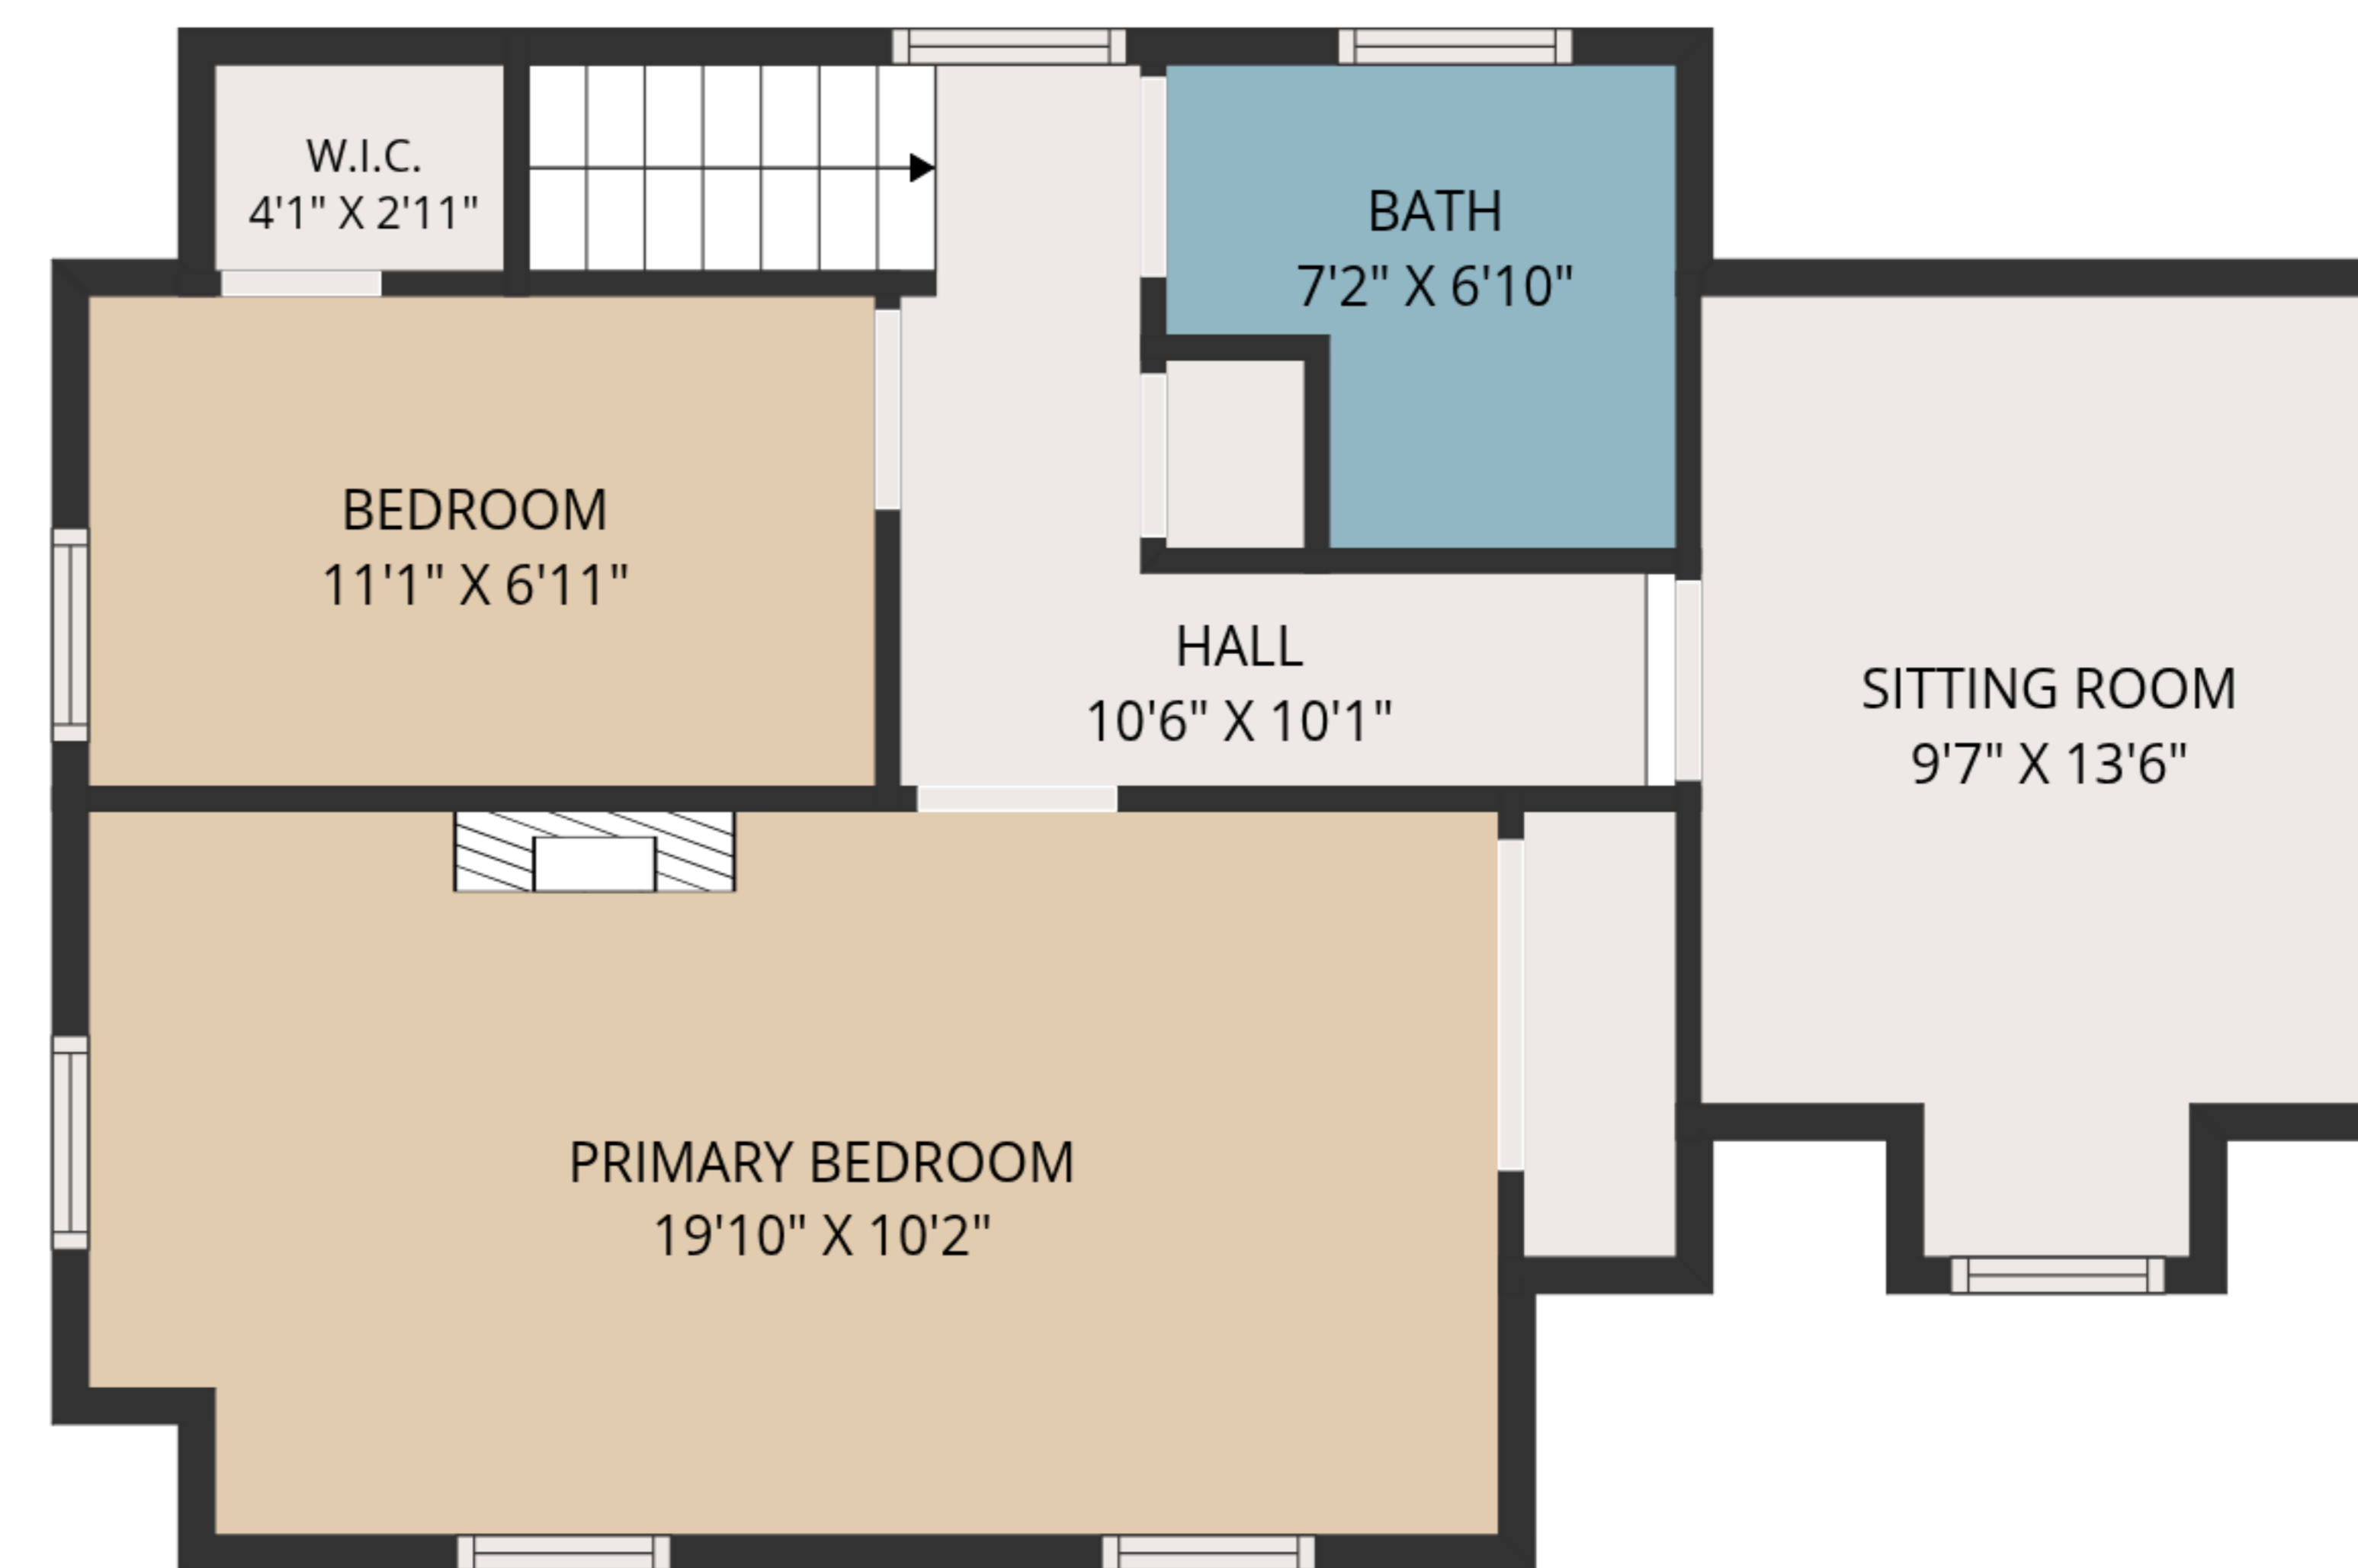 W.I.C.
4'1" X 2'11"
BATH
7'2" X 6'10"
BEDROOM
11'1" X 6'11"
HALL
10'6" X 10'1"
SITTING ROOM
9'7" X 13'6"
PRIMARY BEDROOM
19'10" X 10'2"